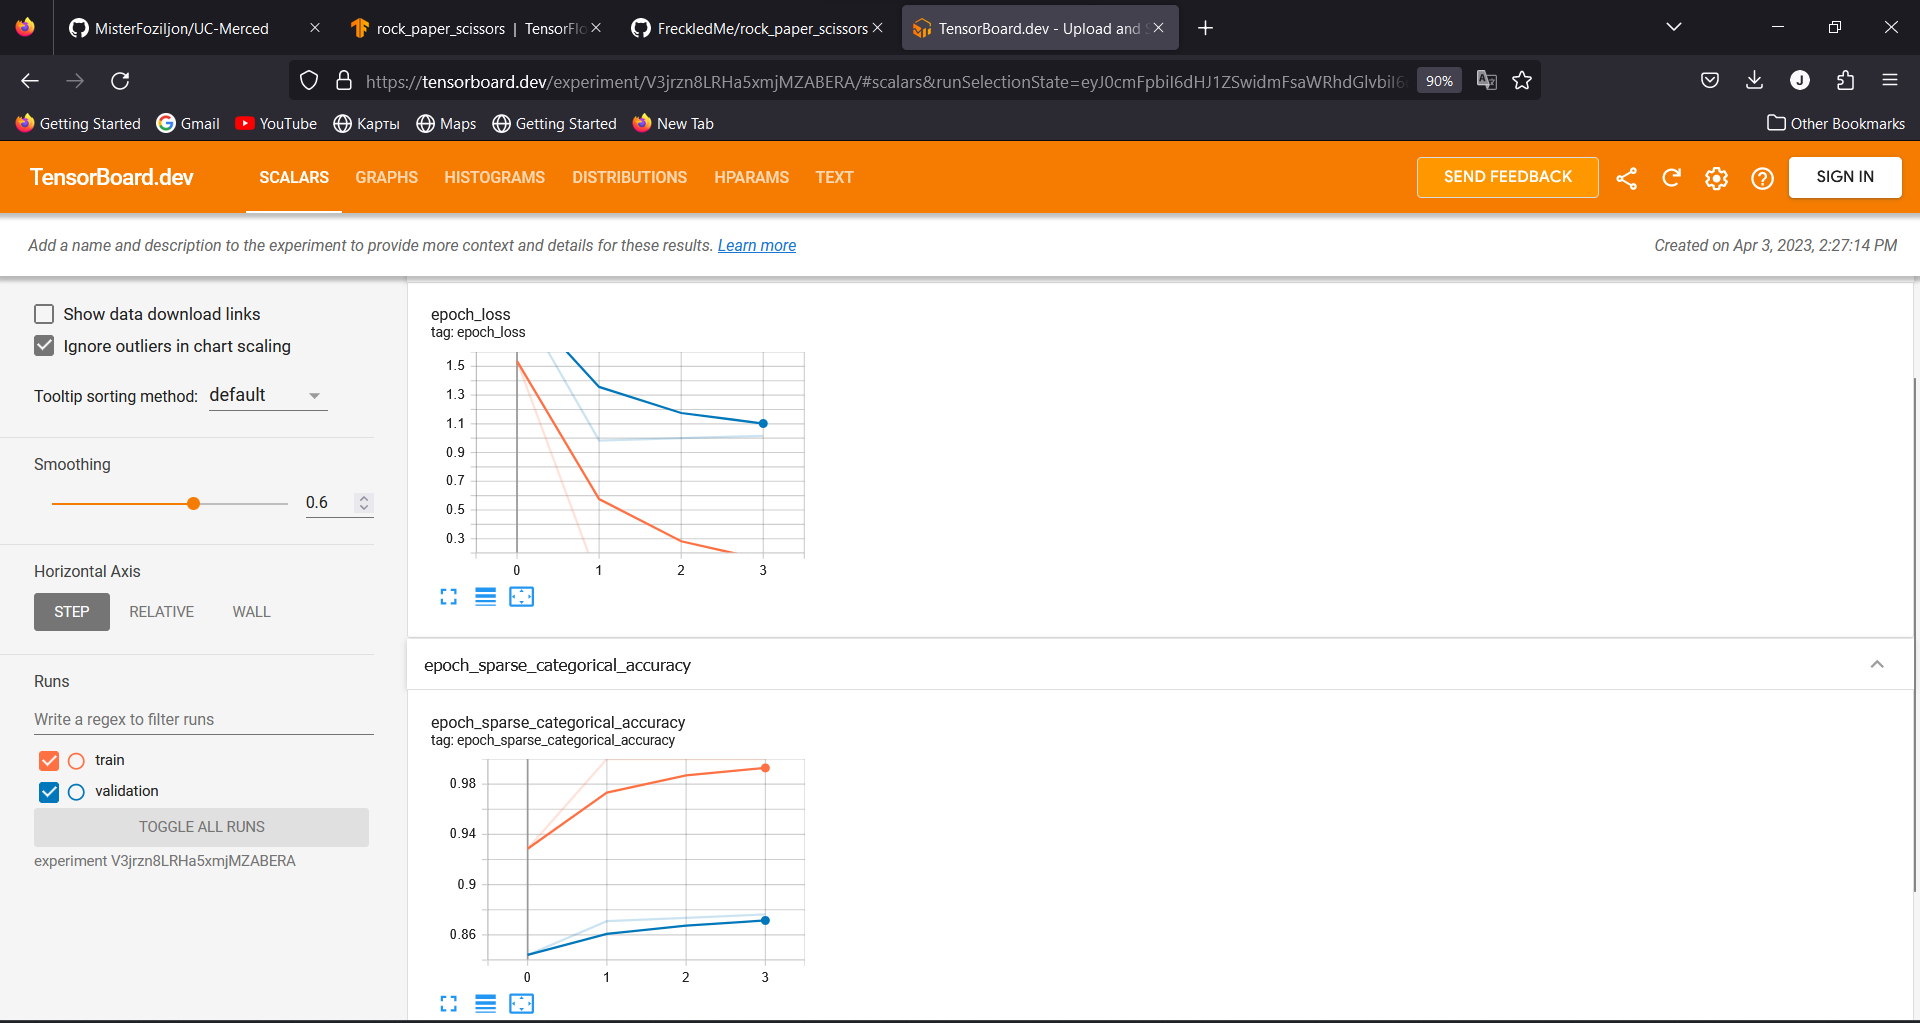 MisterFoziljon/UC-Merced
rock_paper_scissors | TensorFlo
FreckledMe/rock_paper_scissors
TensorBoard.dev - Upload and S
https://tensorboard.dev/experiment/V3jrzn8LRHa5xmjMZABERA/#scalars&runSelectionState=eyJ0cmFpbiI6dHJ1ZSwidmFsaWRhdGlvbiI6
90%
J
Getting Started
Gmail
YouTube
Карты
Maps
Getting Started
New Tab
Other Bookmarks
TensorBoard.dev
SCALARS
GRAPHS
HISTOGRAMS
DISTRIBUTIONS
HPARAMS
TEXT
SEND FEEDBACK
SIGN IN
Add a name and description to the experiment to provide more context and details for these results. Learn more
Created on Apr 3, 2023, 2:27:14 PM
Show data download links
Ignore outliers in chart scaling
Tooltip sorting method: default
Smoothing
0.6
Horizontal Axis
STEP
RELATIVE
WALL
Runs
Write a regex to filter runs
train
validation
TOGGLE ALL RUNS
experiment V3jrzn8LRHa5xmjMZABERA
epoch_loss
tag: epoch_loss
1.5
1.3
1.1
0.9
0.7
0.5
0.3
0 1 2 3
epoch_sparse_categorical_accuracy
epoch_sparse_categorical_accuracy
tag: epoch_sparse_categorical_accuracy
0.98
0.94
0.9
0.86
0 1 2 3